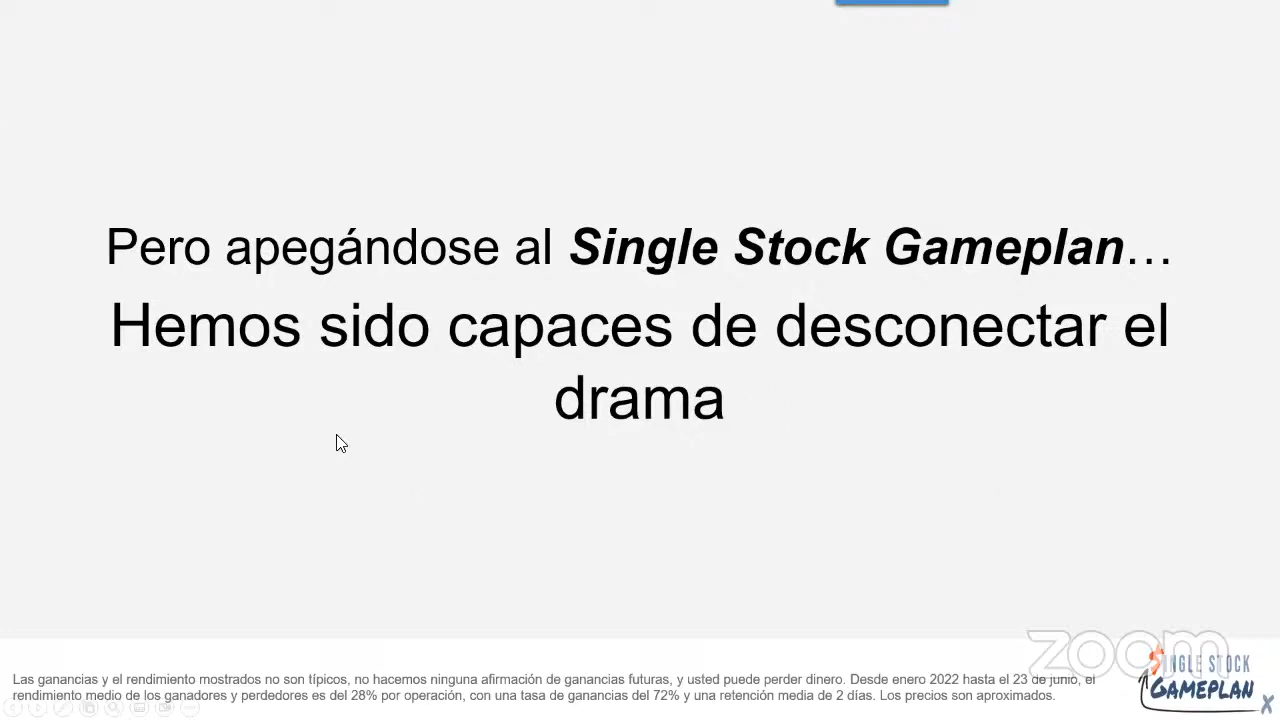 Pero apegándose al Single Stock Gameplan…
Hemos sido capaces de desconectar el
drama
zoom
Las ganancias y el rendimiento mostrados no son típicos, no hacemos ninguna afirmación de ganancias futuras, y usted puede perder dinero. Desde enero 2022 hasta el 23 de junio, el
rendimiento medio de los ganadores y perdedores es del 28% por operación, con una tasa de ganancias del 72% y una retención media de 2 días. Los precios son aproximados.
SINGLE STOCK
GAMEPLAN